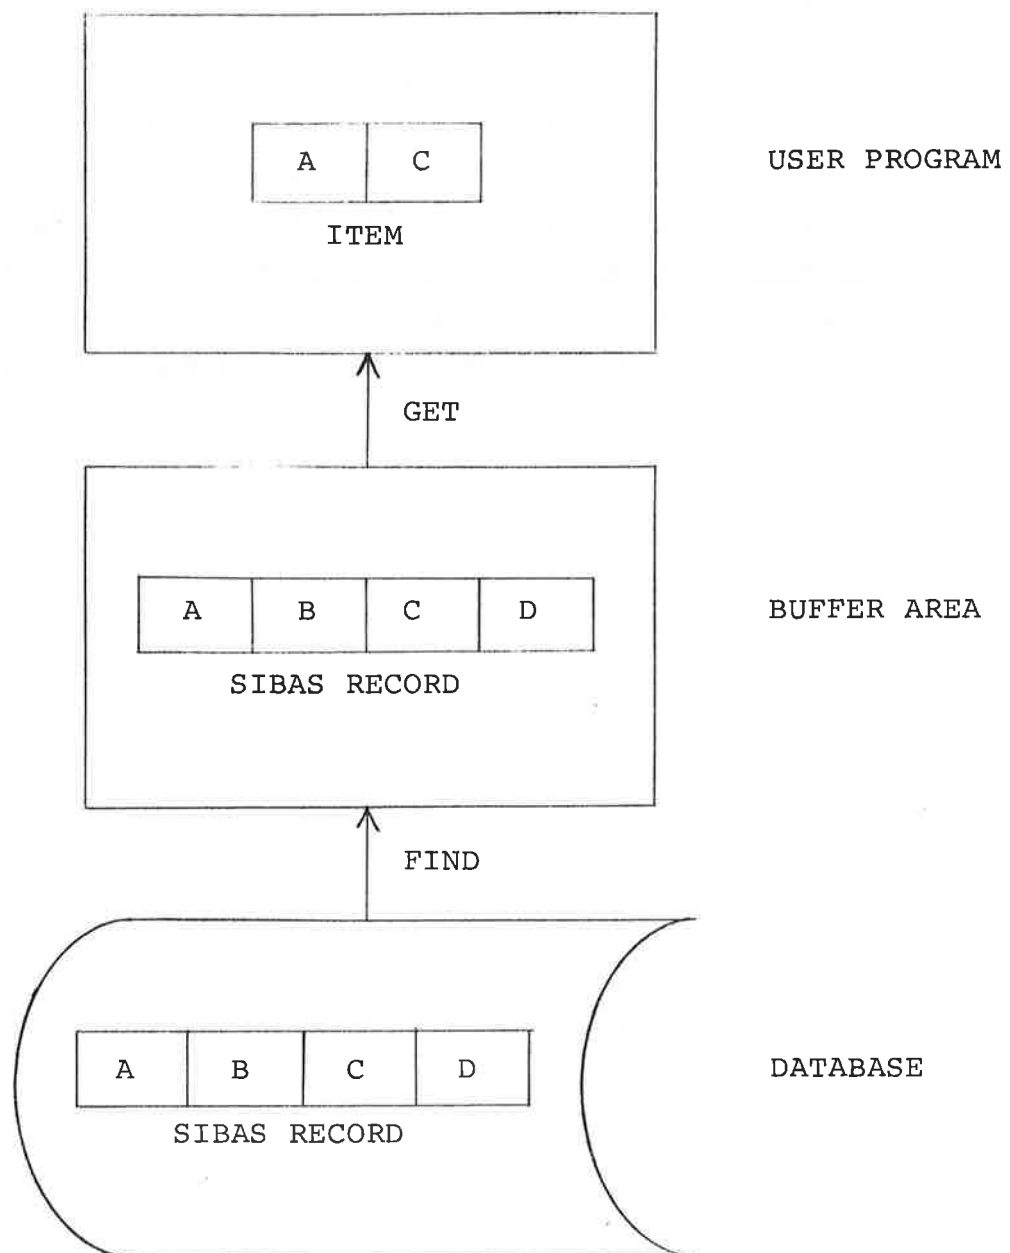 A C
USER PROGRAM
ITEM
GET
A B C D
BUFFER AREA
SIBAS RECORD
FIND
A B C D
DATABASE
SIBAS RECORD